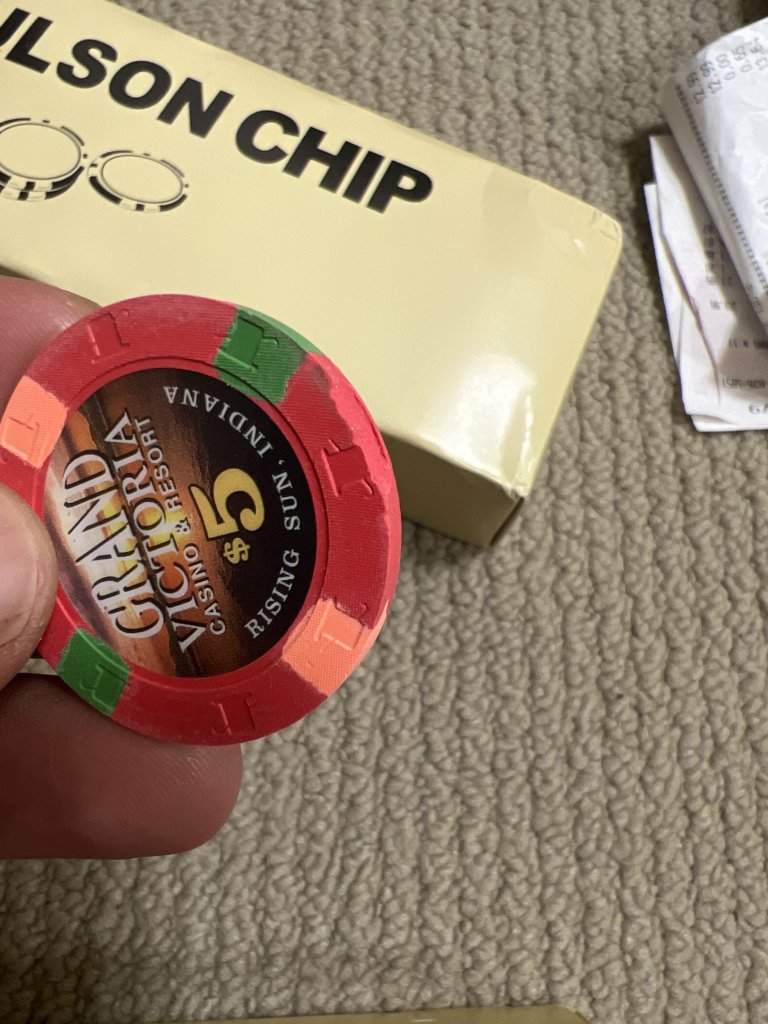 ULSON CHIP
GRAND
VICTORIA
CASINO & RESORT
$5
RISING SUN, INDIANA